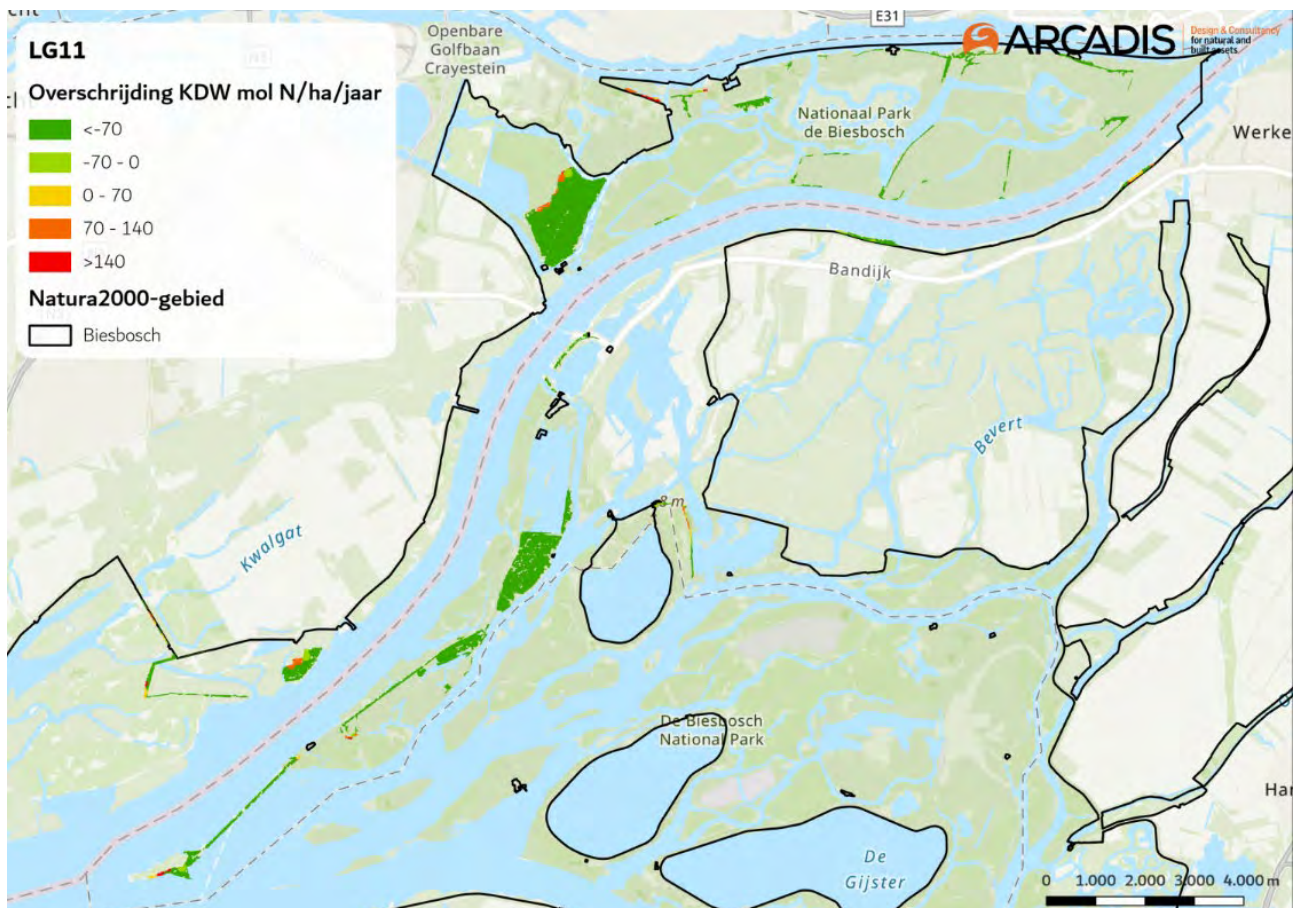 LG11
Overschrijding KDW mol N/ha/jaar
<-70
-70 - 0
0 - 70
70 - 140
>140
Natura2000-gebied
Biesbosch
Openbare
Golfbaan
Crayestein
E31
ARCADIS
Design & Consultancy
for natural and
built assets
Nationaal Park
de Biesbosch
Werke
Bandijk
Bevert
8 m
Kwalgat
De Biesbosch
National Park
Har
De
Gijster
0 1.000 2.000 3.000 4.000 m